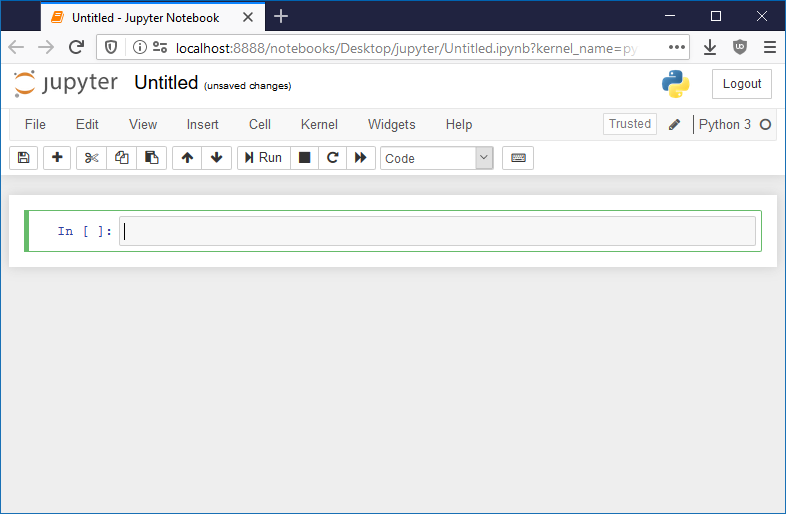 Untitled - Jupyter Notebook
localhost:8888/notebooks/Desktop/jupyter/Untitled.ipynb?kernel_name=py
jupyter Untitled (unsaved changes) Logout
File Edit View Insert Cell Kernel Widgets Help Trusted Python 3
Run Code
In [ ]: